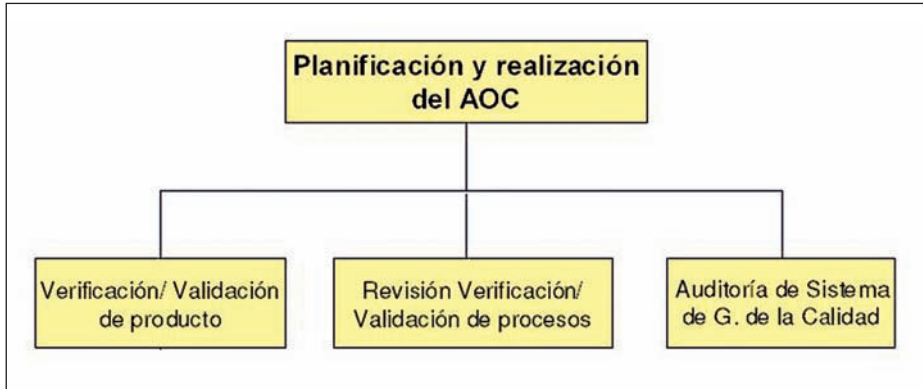 Planificación y realización
del AOC
Verificación/ Validación
de producto
Revisión Verificación/
Validación de procesos
Auditoría de Sistema
de G. de la Calidad